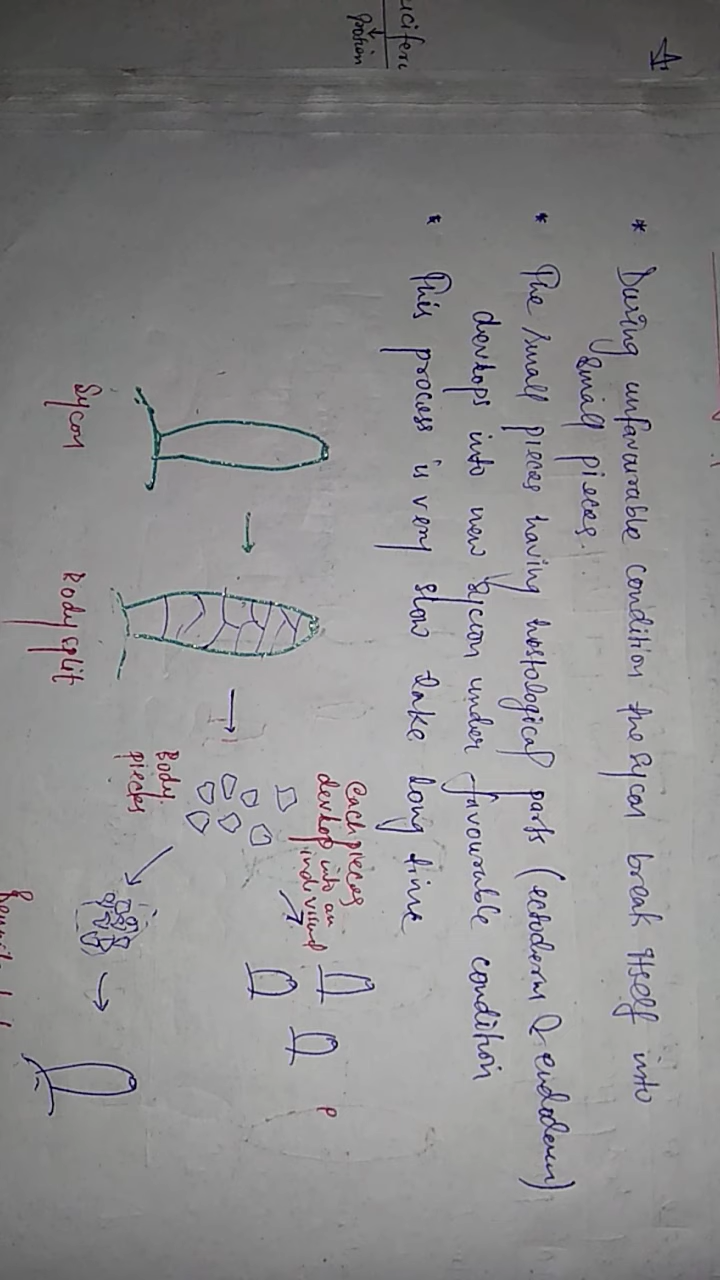 * During unfavourable condition the Sycon break itself into
small pieces.
* The small pieces having histological parts (ectoderm & endoderm)
develops into new Sycon under favourable condition
* This process is very slow take long time
Each pieces
develop into an
individual
Sycon
Body split
Body
pieces
P